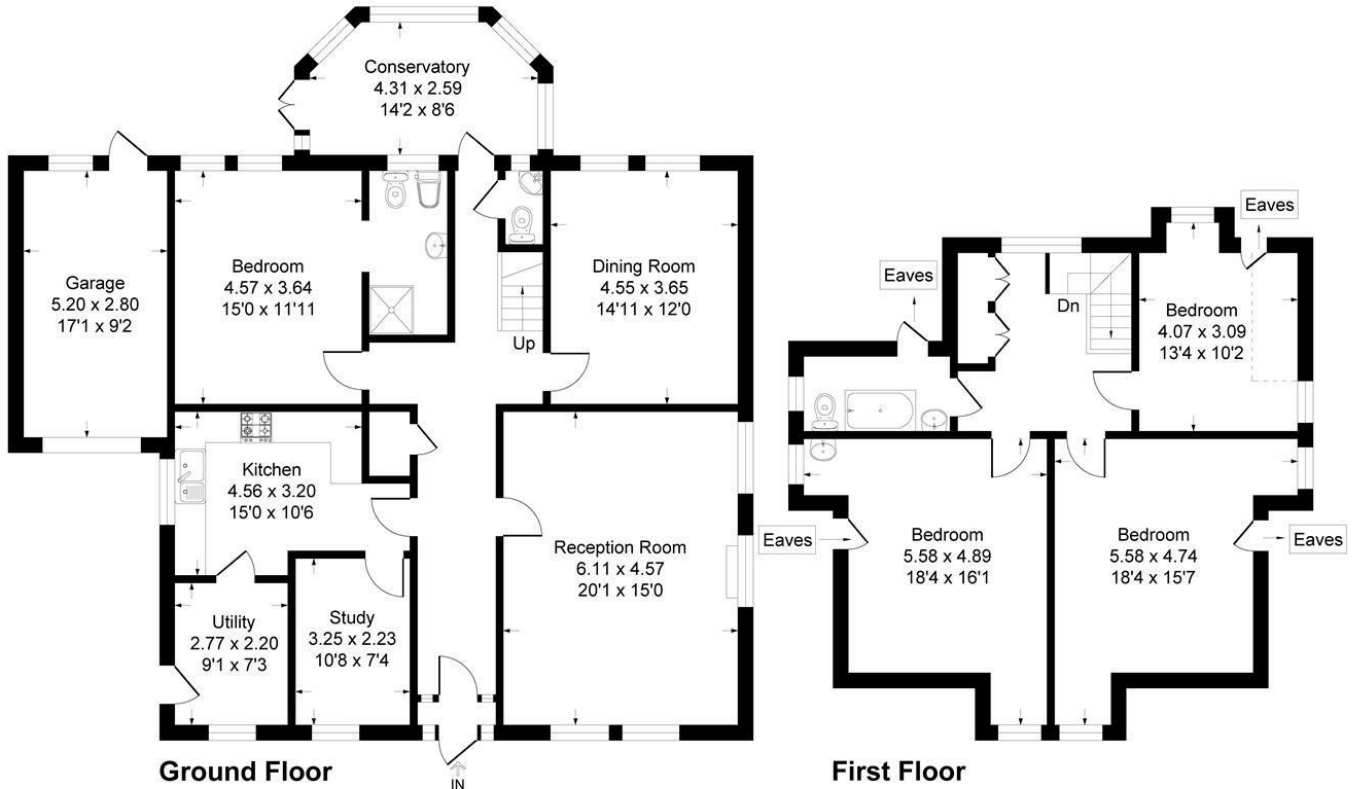 Conservatory
4.31 x 2.59
14'2 x 8'6
Garage
5.20 x 2.80
17'1 x 9'2
Bedroom
4.57 x 3.64
15'0 x 11'11
Up
Dining Room
4.55 x 3.65
14'11 x 12'0
Kitchen
4.56 x 3.20
15'0 x 10'6
Reception Room
6.11 x 4.57
20'1 x 15'0
Utility
2.77 x 2.20
9'1 x 7'3
Study
3.25 x 2.23
10'8 x 7'4
IN
Ground Floor
Eaves
Eaves
Dn
Bedroom
4.07 x 3.09
13'4 x 10'2
Eaves
Bedroom
5.58 x 4.89
18'4 x 16'1
Bedroom
5.58 x 4.74
18'4 x 15'7
Eaves
First Floor